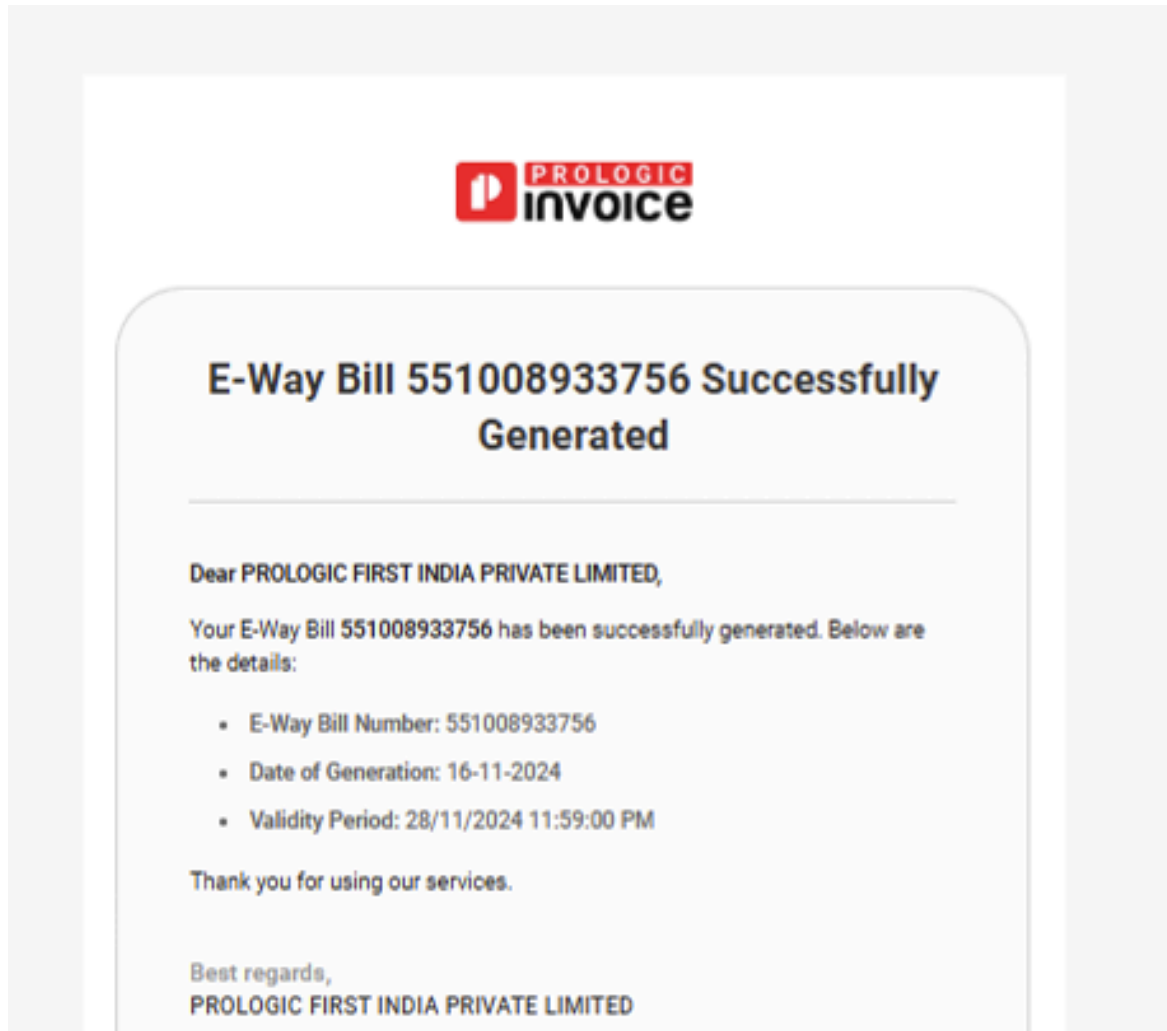 PROLOGIC
invoice
E-Way Bill 551008933756 Successfully
Generated
Dear PROLOGIC FIRST INDIA PRIVATE LIMITED,
Your E-Way Bill 551008933756 has been successfully generated. Below are
the details:
• E-Way Bill Number: 551008933756
• Date of Generation: 16-11-2024
• Validity Period: 28/11/2024 11:59:00 PM
Thank you for using our services.
Best regards,
PROLOGIC FIRST INDIA PRIVATE LIMITED